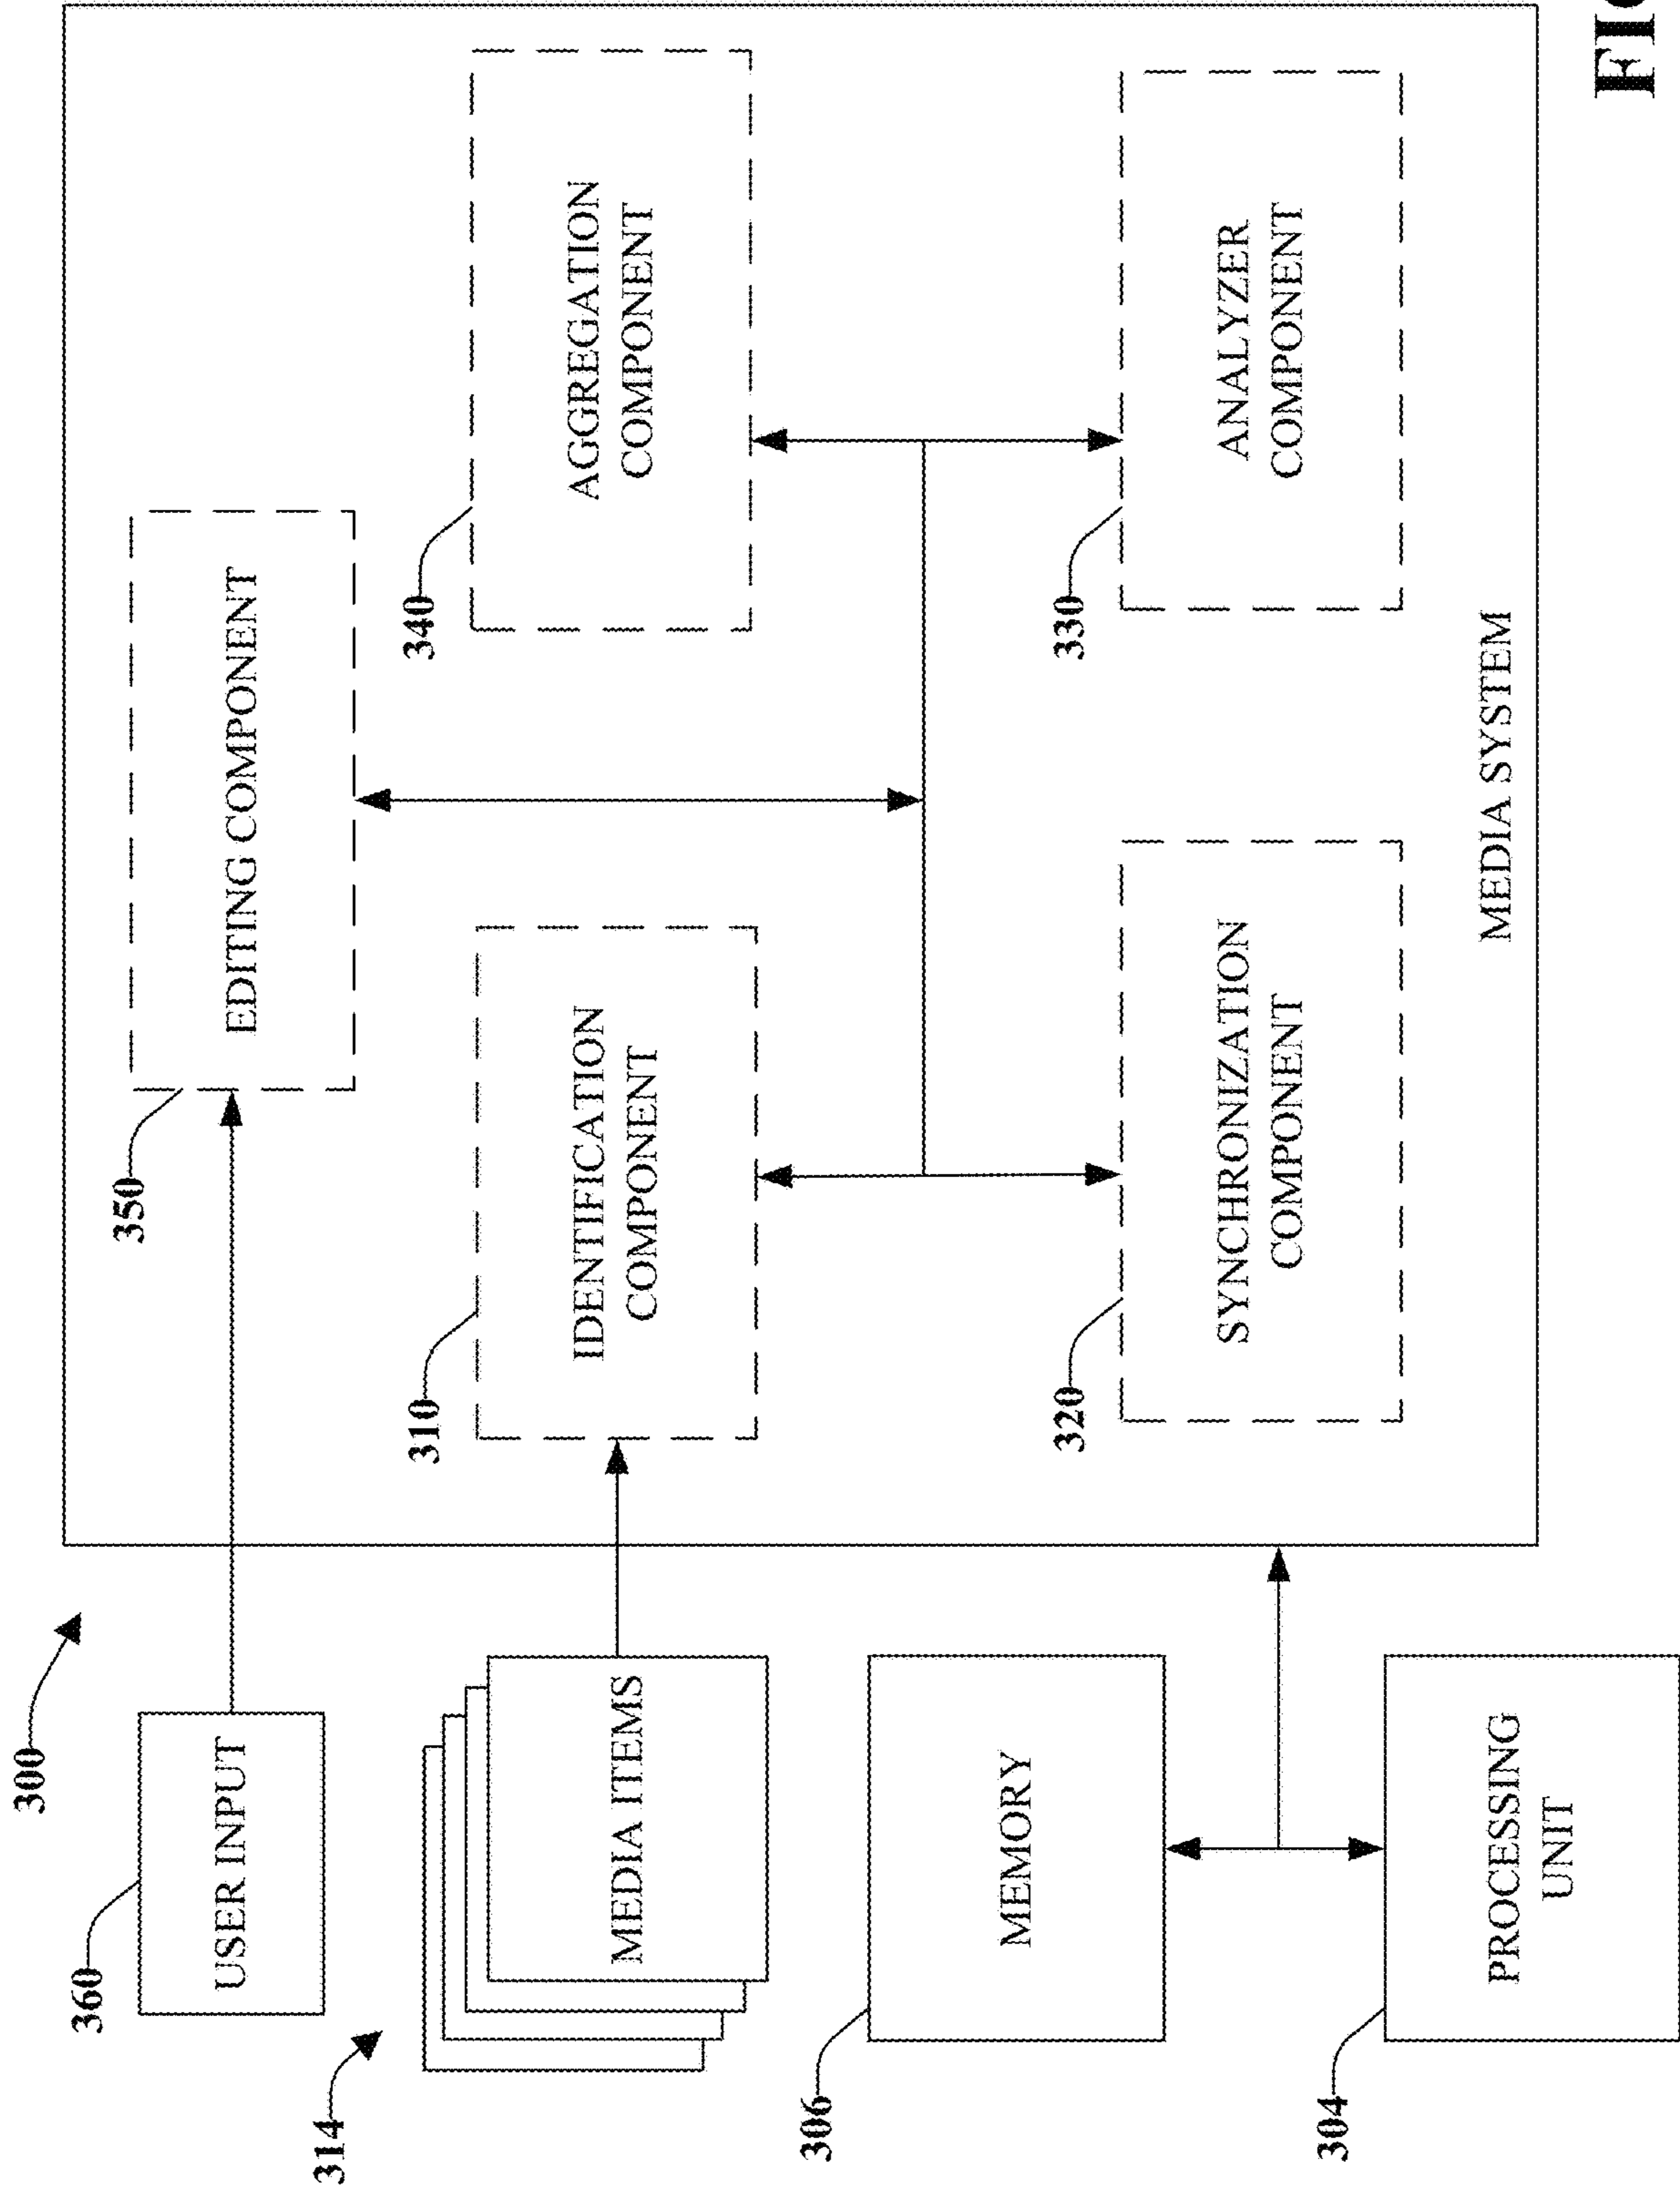 300
360
USER INPUT
350
EDITING COMPONENT
314
MEDIA ITEMS
310
IDENTIFICATION
COMPONENT
340
AGGREGATION
COMPONENT
306
MEMORY
304
PROCESSING
UNIT
320
SYNCHRONIZATION
COMPONENT
330
ANALYZER
COMPONENT
MEDIA SYSTEM